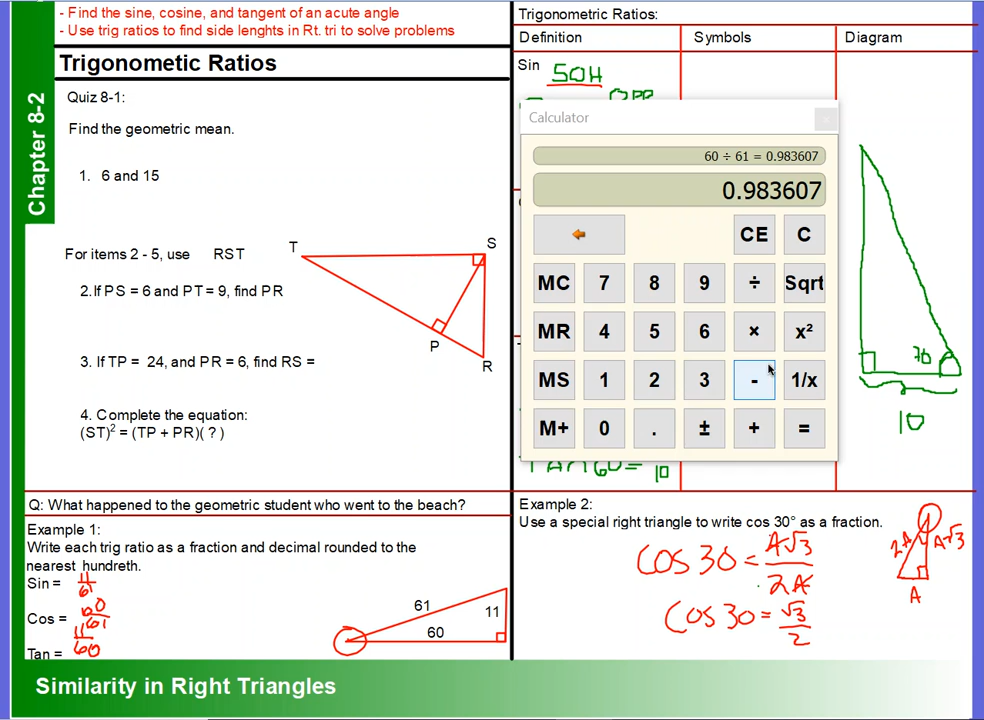 - Find the sine, cosine, and tangent of an acute angle
- Use trig ratios to find side lenghts in Rt. tri to solve problems
Trigonometric Ratios
Chapter 8-2
Quiz 8-1:
Find the geometric mean.
1. 6 and 15
For items 2 - 5, use RST
2.If PS = 6 and PT = 9, find PR
3. If TP = 24, and PR = 6, find RS =
4. Complete the equation:
(ST)² = (TP + PR)( ? )
T
S
P
R
Q: What happened to the geometric student who went to the beach?
Example 1:
Write each trig ratio as a fraction and decimal rounded to the
nearest hundreth.
Sin = 11/61
Cos = 60/61
Tan = 11/60
61
11
60
Trigonometric Ratios:
Definition
Symbols
Diagram
Sin SOH
OPP
Calculator
60 ÷ 61 = 0.983607
0.983607
CE C
MC 7 8 9 ÷ Sqrt
MR 4 5 6 × x²
MS 1 2 3 - 1/x
M+ 0 . ± + =
10
10
Example 2:
Use a special right triangle to write cos 30° as a fraction.
cos 30 = A√3/2A
cos 30 = √3/2
2A
A√3
A
Similarity in Right Triangles